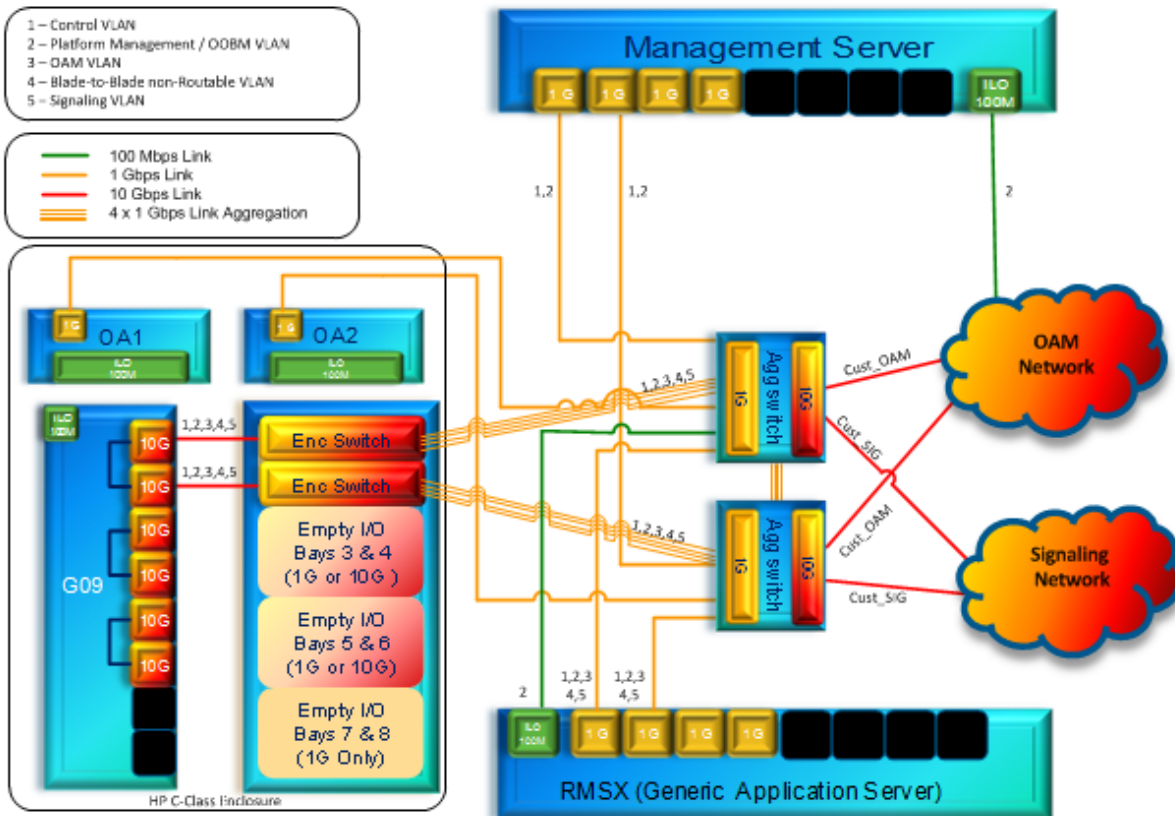 1 – Control VLAN
2 – Platform Management / OOBM VLAN
3 – OAM VLAN
4 – Blade-to-Blade non-Routable VLAN
5 – Signaling VLAN
100 Mbps Link
1 Gbps Link
10 Gbps Link
4 x 1 Gbps Link Aggregation
Management Server
1 G
1 G
1 G
1 G
ILO
100M
1,2
1,2
2
1G
OA1
ILO
100M
1G
OA2
ILO
100M
ILO
100M
G09
10G
10G
10G
10G
10G
10G
1,2,3,4,5
1,2,3,4,5
Enc Switch
Enc Switch
Empty I/O
Bays 3 & 4
(1G or 10G )
Empty I/O
Bays 5 & 6
(1G or 10G)
Empty I/O
Bays 7 & 8
(1G Only)
HP C-Class Enclosure
1,2,3,4,5
1,2,3,4,5
1G
Agg switch
10G
1G
Agg switch
10G
Cust_OAM
Cust_SIG
Cust_OAM
Cust_SIG
OAM
Network
Signaling
Network
2
1,2,3
4,5
1,2,3
4,5
ILO
100M
1 G
1 G
1 G
1 G
RMSX (Generic Application Server)